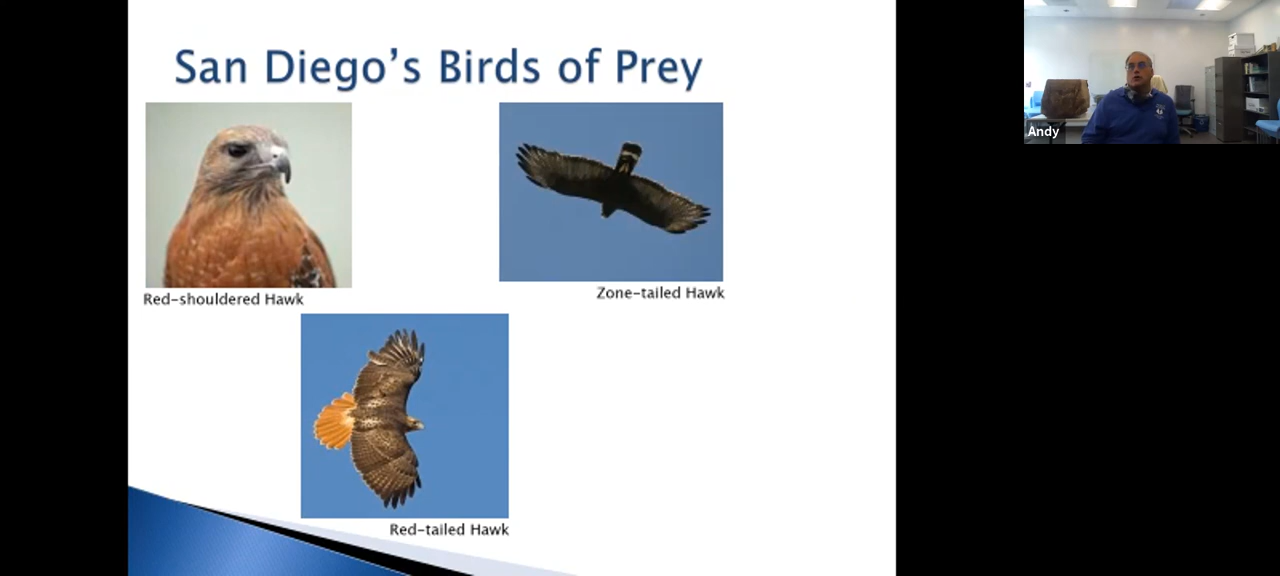 San Diego’s Birds of Prey
Red-shouldered Hawk
Zone-tailed Hawk
Red-tailed Hawk
Andy